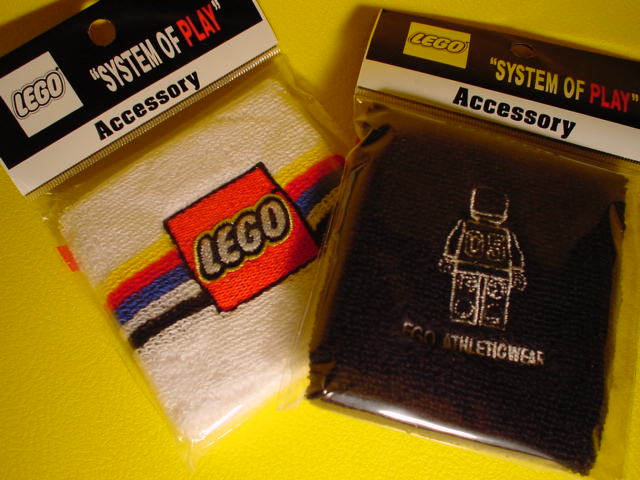 LEGO
"SYSTEM OF PLAY"
Accessory
LEGO
LEGO
"SYSTEM OF PLAY"
Accessory
ATHLETICWEAR